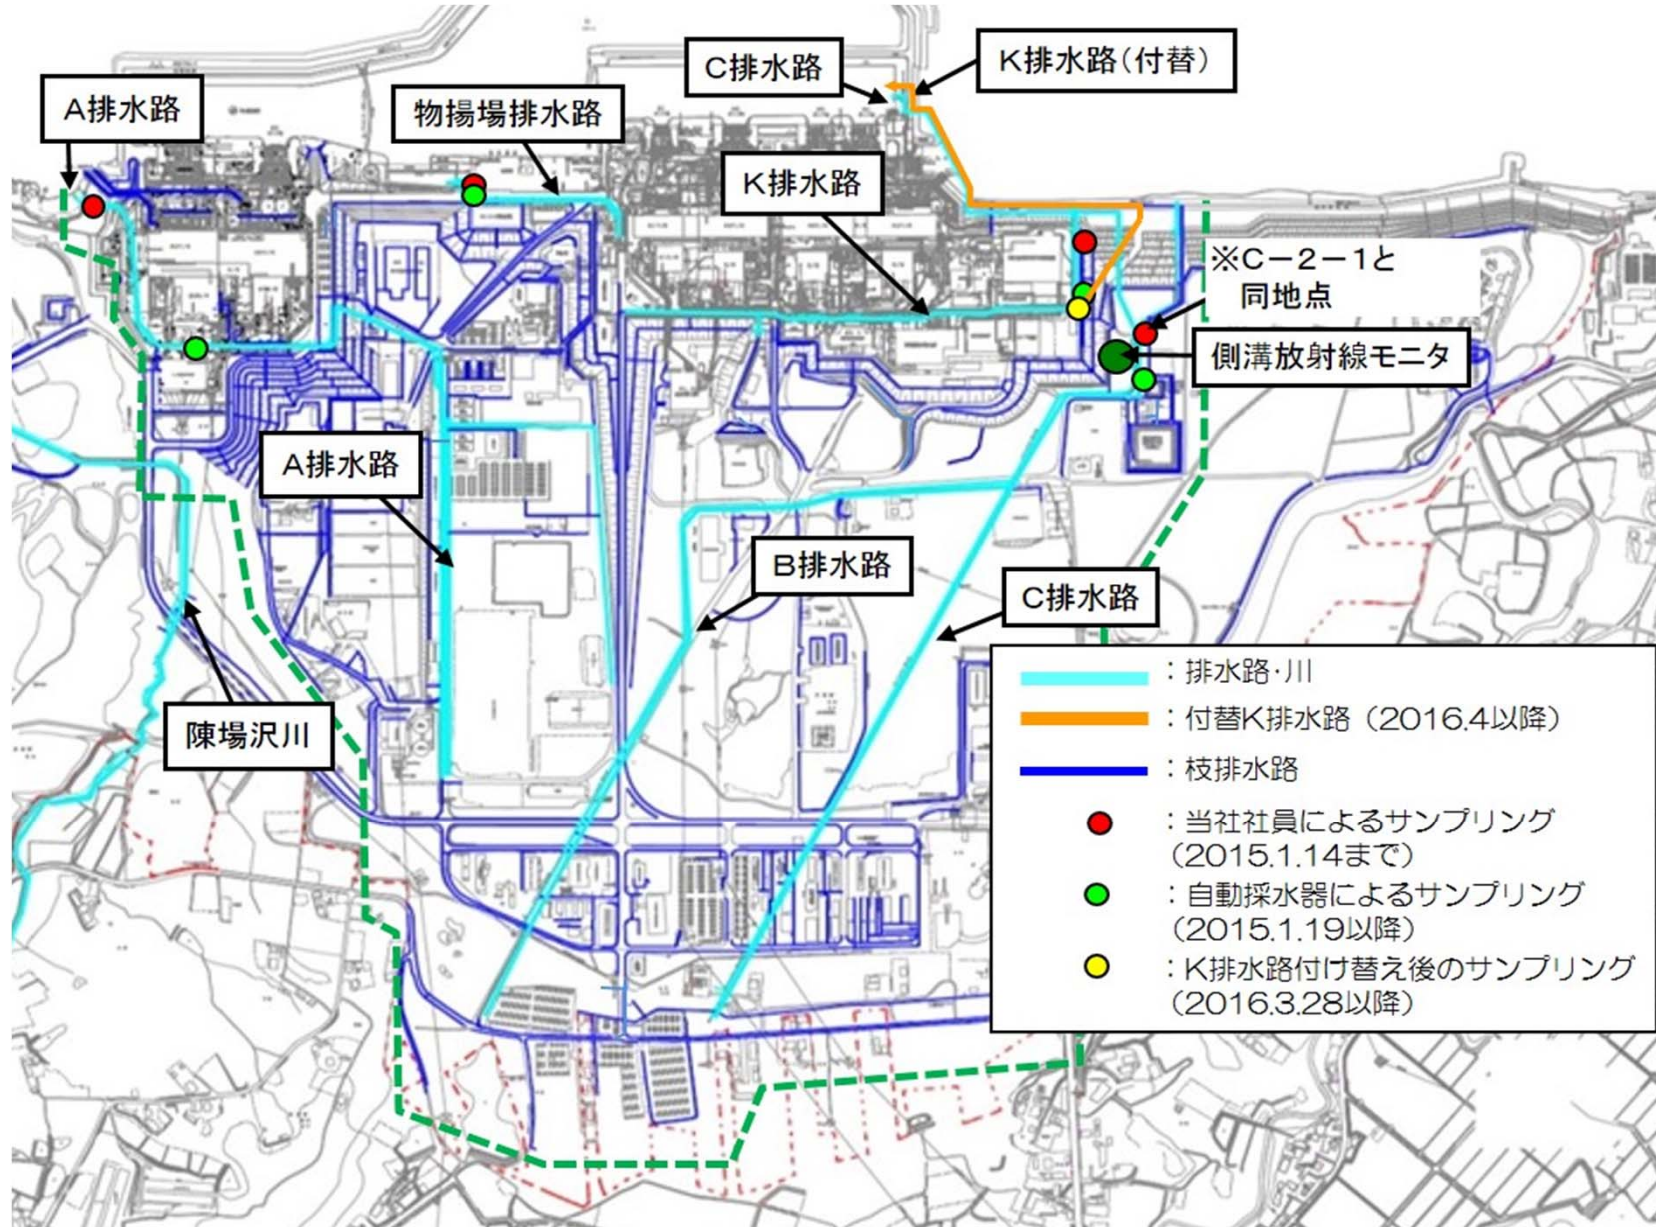 C排水路
K排水路(付替)
A排水路
物揚場排水路
K排水路
※C-2-1と
同地点
側溝放射線モニタ
A排水路
B排水路
C排水路
陳場沢川
:排水路・川
:付替K排水路(2016.4以降)
:枝排水路
:当社社員によるサンプリング
(2015.1.14まで)
:自動採水器によるサンプリング
(2015.1.19以降)
:K排水路付け替え後のサンプリング
(2016.3.28以降)